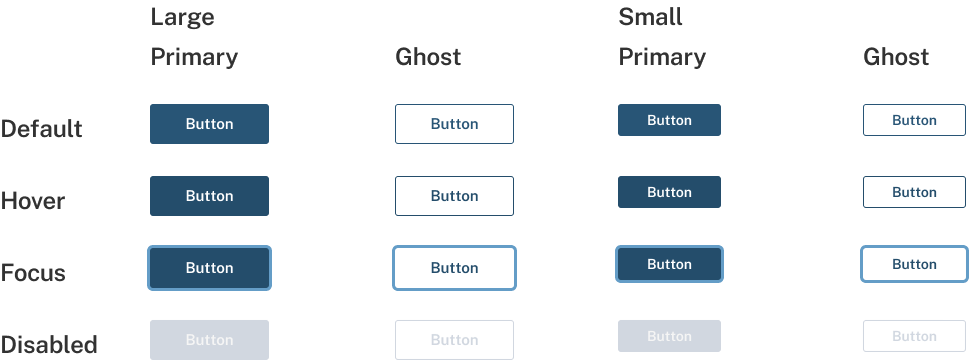 Large Small
Primary Ghost Primary Ghost
Default Button Button Button Button
Hover Button Button Button Button
Focus Button Button Button Button
Disabled Button Button Button Button